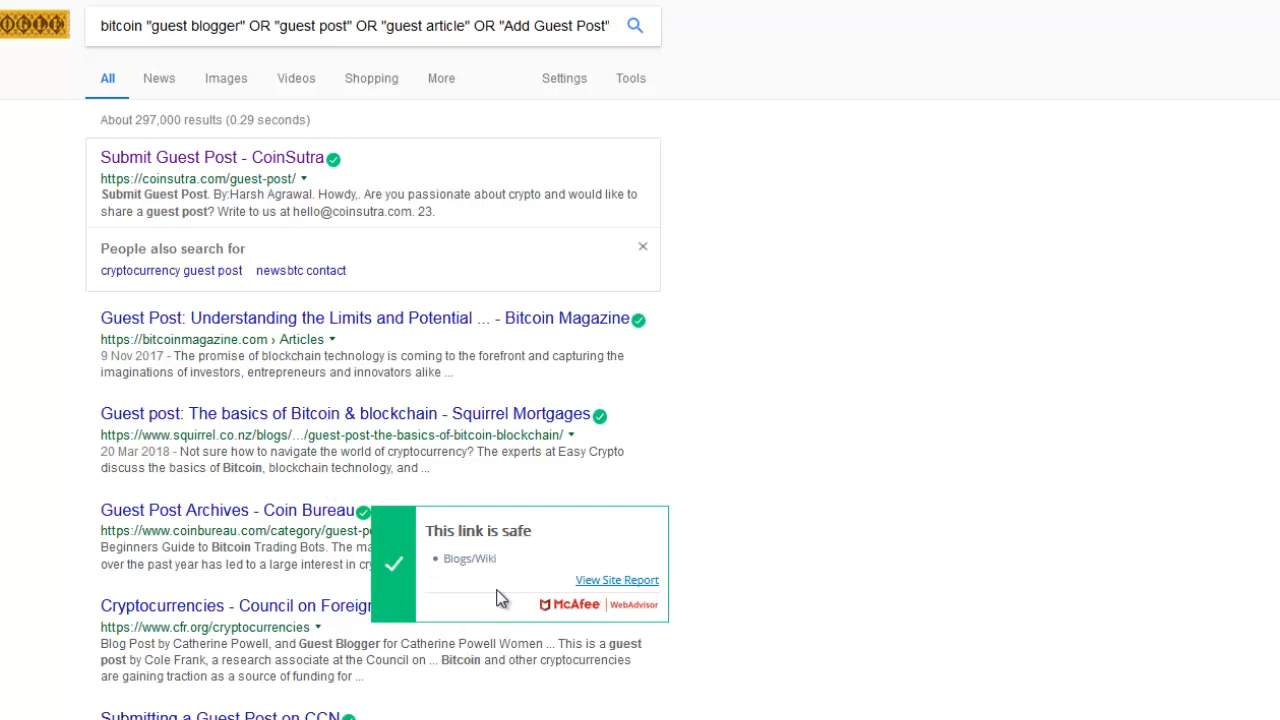 bitcoin "guest blogger" OR "guest post" OR "guest article" OR "Add Guest Post"
All News Images Videos Shopping More Settings Tools
About 297,000 results (0.29 seconds)
Submit Guest Post - CoinSutra
https://coinsutra.com/guest-post/
Submit Guest Post. By:Harsh Agrawal. Howdy,. Are you passionate about crypto and would like to
share a guest post? Write to us at hello@coinsutra.com. 23.
People also search for
cryptocurrency guest post newsbtc contact
Guest Post: Understanding the Limits and Potential ... - Bitcoin Magazine
https://bitcoinmagazine.com › Articles
9 Nov 2017 - The promise of blockchain technology is coming to the forefront and capturing the
imaginations of investors, entrepreneurs and innovators alike ...
Guest post: The basics of Bitcoin & blockchain - Squirrel Mortgages
https://www.squirrel.co.nz/blogs/.../guest-post-the-basics-of-bitcoin-blockchain/
20 Mar 2018 - Not sure how to navigate the world of cryptocurrency? The experts at Easy Crypto
discuss the basics of Bitcoin, blockchain technology, and ...
Guest Post Archives - Coin Bureau
https://www.coinbureau.com/category/guest-p
Beginners Guide to Bitcoin Trading Bots. The ma
over the past year has led to a large interest in cr
This link is safe
• Blogs/Wiki
View Site Report
McAfee | WebAdvisor
Cryptocurrencies - Council on Foreig
https://www.cfr.org/cryptocurrencies
Blog Post by Catherine Powell, and Guest Blogger for Catherine Powell Women ... This is a guest
post by Cole Frank, a research associate at the Council on ... Bitcoin and other cryptocurrencies
are gaining traction as a source of funding for ...
Submitting a Guest Post on CCN